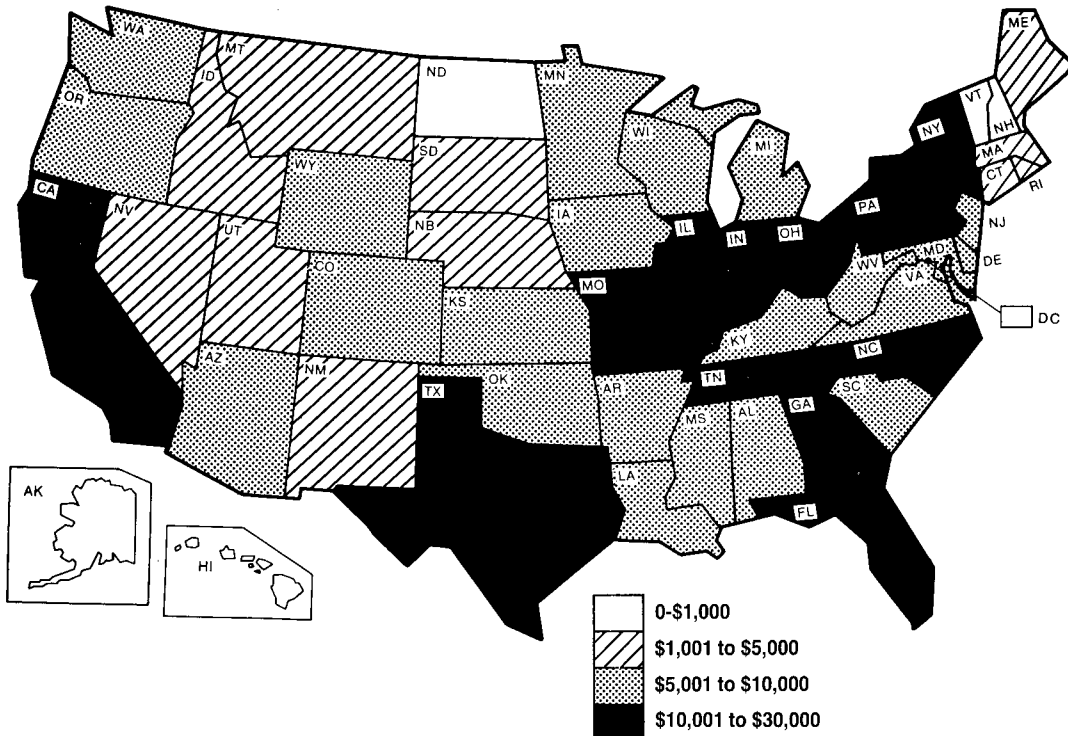 WA
MT
ND
MN
ME
VT
NH
ID
OR
WI
MI
NY
MA
CT
RI
SD
WY
CA
NV
UT
NB
IA
IL
IN
OH
PA
NJ
CO
KS
MO
WV
MD
DE
VA
DC
KY
AZ
NM
TX
OK
AR
TN
NC
SC
MS
AL
GA
LA
FL
AK
HI
0-$1,000
$1,001 to $5,000
$5,001 to $10,000
$10,001 to $30,000